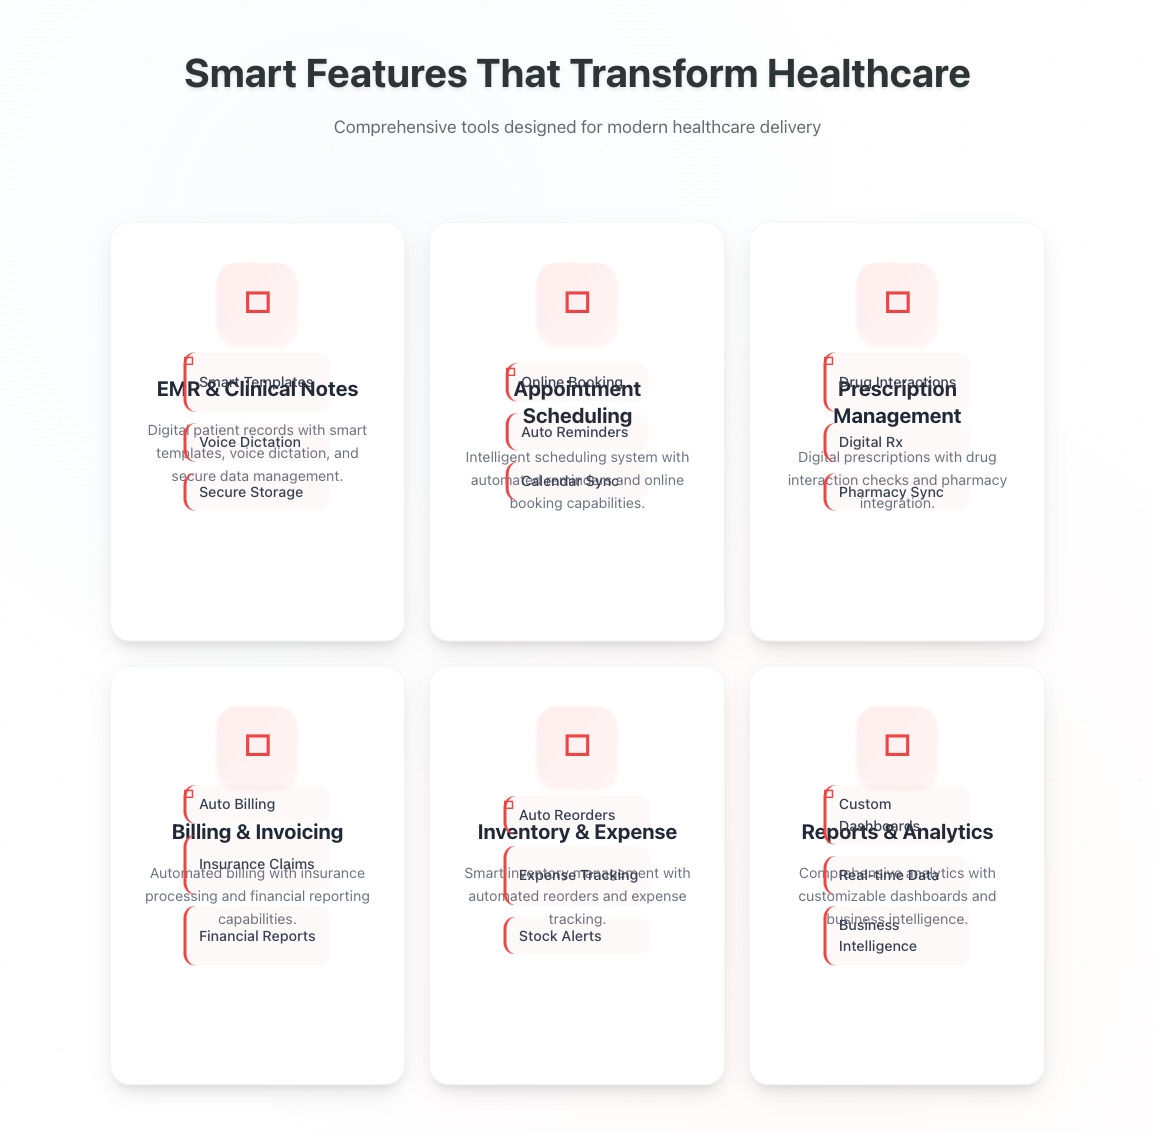 Smart Features That Transform Healthcare
Comprehensive tools designed for modern healthcare delivery
EMR & Clinical Notes
Digital patient records with smart
templates, voice dictation, and
secure data management.
Smart Templates
Voice Dictation
Secure Storage
Appointment
Scheduling
Intelligent scheduling system with
automated reminders and online
booking capabilities.
Online Booking
Auto Reminders
Calendar Sync
Prescription
Management
Digital prescriptions with drug
interaction checks and pharmacy
integration.
Drug Interactions
Digital Rx
Pharmacy Sync
Billing & Invoicing
Automated billing with insurance
processing and financial reporting
capabilities.
Auto Billing
Insurance Claims
Financial Reports
Inventory & Expense
Smart inventory management with
automated reorders and expense
tracking.
Auto Reorders
Expense Tracking
Stock Alerts
Reports & Analytics
Comprehensive analytics with
customizable dashboards and
business intelligence.
Custom
Dashboards
Real-time Data
Business
Intelligence